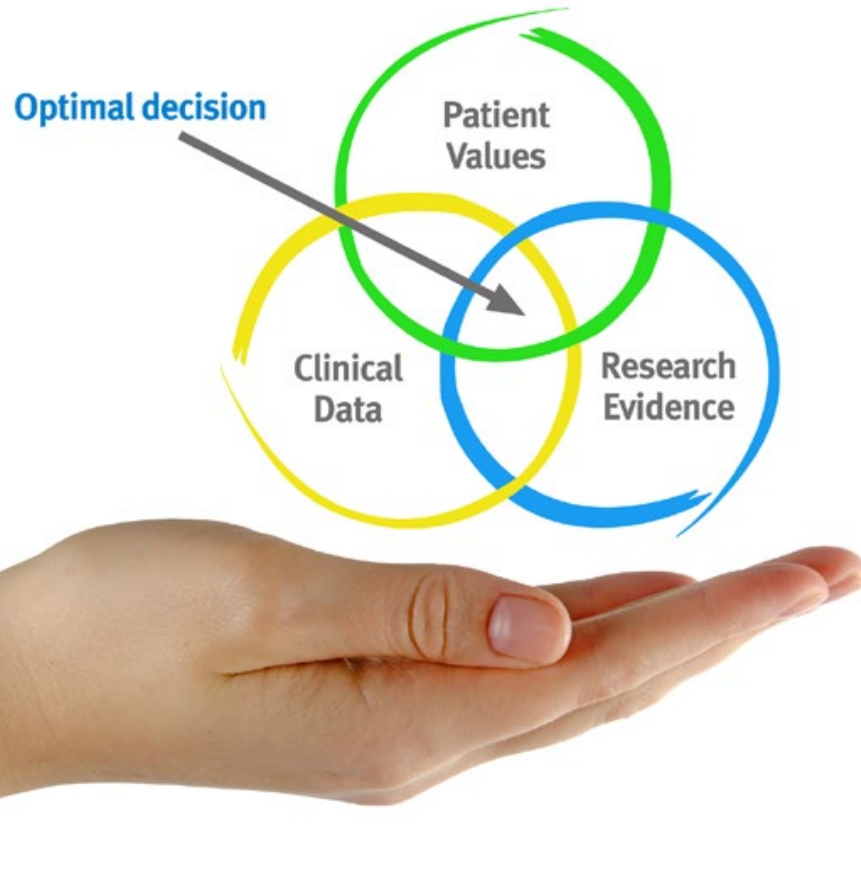 Optimal decision
Patient
Values
Clinical
Data
Research
Evidence